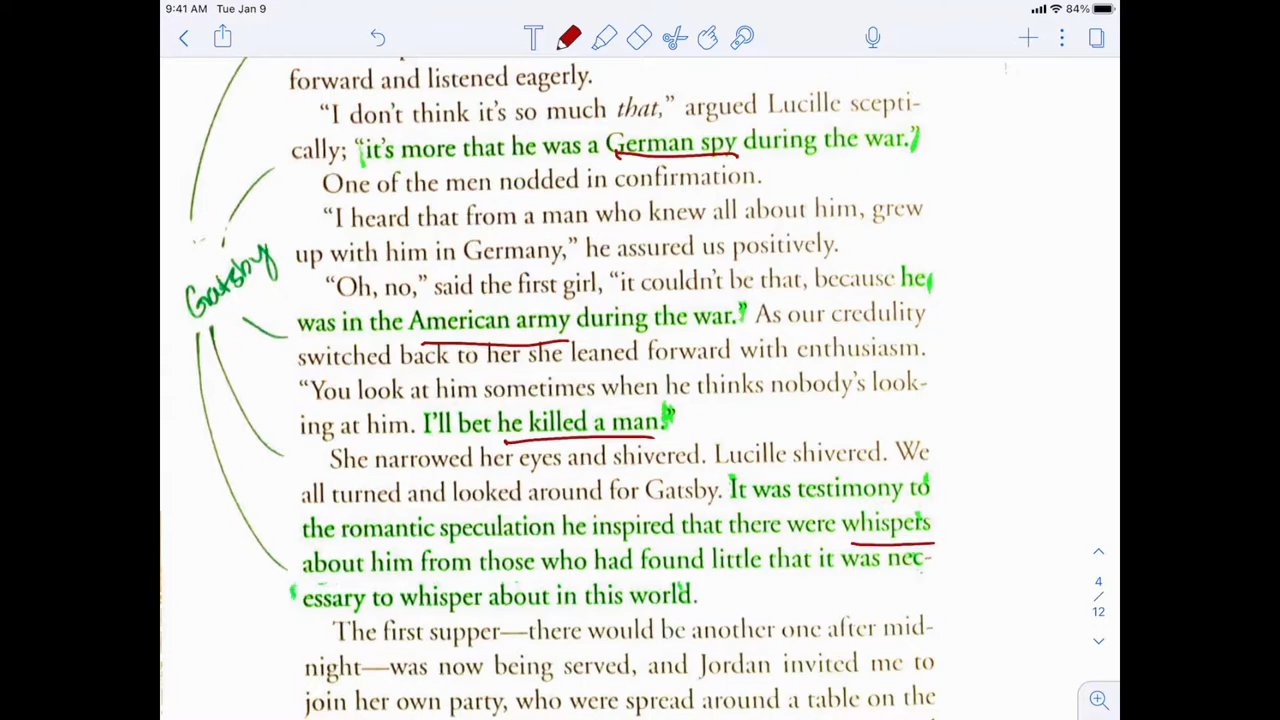 9:41 AM Tue Jan 9
84%
forward and listened eagerly.
“I don’t think it’s so much that,” argued Lucille scepti-
cally; “it’s more that he was a German spy during the war.”
One of the men nodded in confirmation.
“I heard that from a man who knew all about him, grew
up with him in Germany,” he assured us positively.
“Oh, no,” said the first girl, “it couldn’t be that, because he
was in the American army during the war.” As our credulity
switched back to her she leaned forward with enthusiasm.
“You look at him sometimes when he thinks nobody’s look-
ing at him. I’ll bet he killed a man.”
She narrowed her eyes and shivered. Lucille shivered. We
all turned and looked around for Gatsby. It was testimony to
the romantic speculation he inspired that there were whispers
about him from those who had found little that it was nec-
essary to whisper about in this world.
The first supper—there would be another one after mid-
night—was now being served, and Jordan invited me to
join her own party, who were spread around a table on the
Gatsby
4
/
12